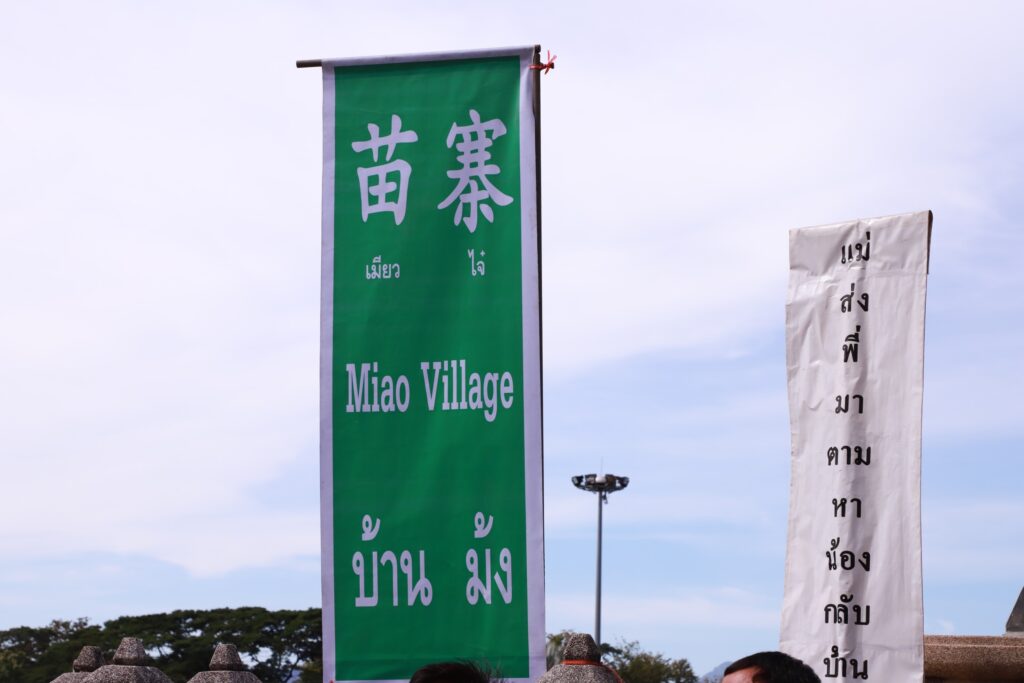 苗寨
เมียว ไจ๋
Miao Village
บ้าน ม้ง
แม่
ส่ง
พี่
มา
ตาม
หา
น้อง
กลับ
บ้าน